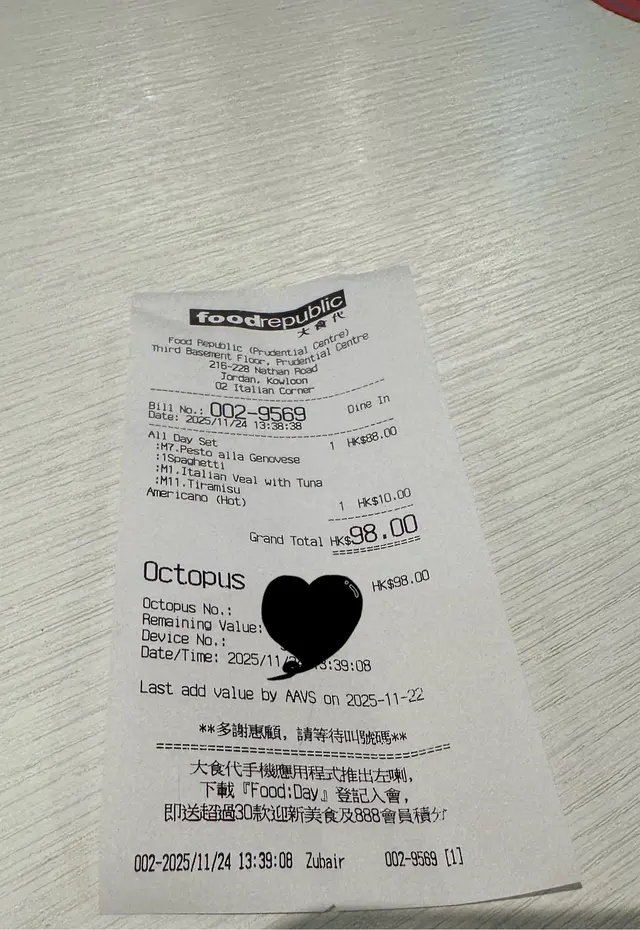 foodrepublic
大食代
Food Republic (Prudential Centre)
Third Basement Floor, Prudential Centre
216-228 Nathan Road
Jordan, Kowloon
02 Italian Corner
Bill No.: 002-9569 Dine In
Date: 2025/11/24 13:38:38
All Day Set 1 HK$88.00
:M7.Pesto alla Genovese
:1Spaghetti
:M1.Italian Veal with Tuna
:M11.Tiramisu
Americano (Hot) 1 HK$10.00
Grand Total HK$98.00
Octopus HK$98.00
Octopus No.:
Remaining Value:
Device No.:
Date/Time: 2025/11/2 13:39:08
Last add value by AAVS on 2025-11-22
**多謝惠顧, 請等待叫號碼**
大食代手機應用程式推出左喇,
下載『Food:Day』登記入會,
即送超過30款迎新美食及888會員積分
002-2025/11/24 13:39:08 Zubair 002-9569 [1]